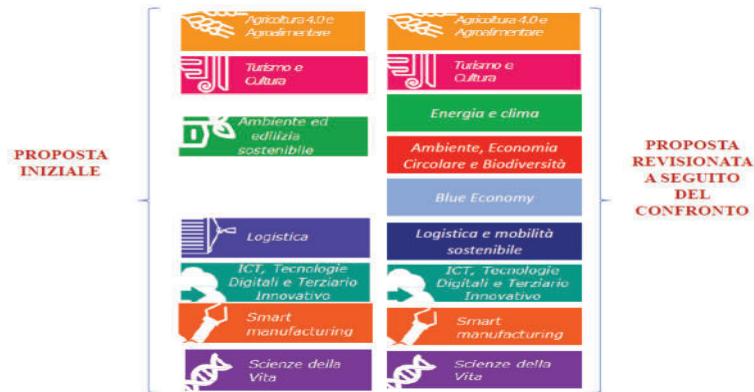 PROPOSTA
INIZIALE
Agricoltura 4.0 e
Agroalimentare
Turismo e
Cultura
Ambiente ed
edilizia
sostenibile
Logistica
ICT, Tecnologie
Digitali e Terziario
Innovativo
Smart
manufacturing
Scienze della
Vita
Agricoltura 4.0 e
Agroalimentare
Turismo e
Cultura
Energia e clima
Ambiente, Economia
Circolare e Biodiversità
Blue Economy
Logistica e mobilità
sostenibile
ICT, Tecnologie
Digitali e Terziario
Innovativo
Smart
manufacturing
Scienze della
Vita
PROPOSTA
REVISIONATA
A SEGUITO
DEL
CONFRONTO